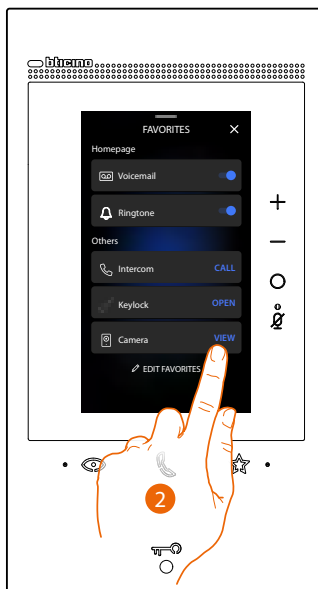 bticino
FAVORITES X
Homepage
Voicemail
Ringtone
Others
Intercom CALL
Keylock OPEN
Camera VIEW
EDIT FAVORITES
2